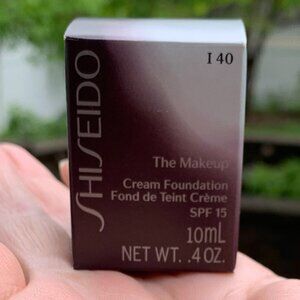 SHISEIDO
I 40
The Makeup
Cream Foundation
Fond de Teint Crème
SPF 15
10mL
NET WT. .4 OZ.